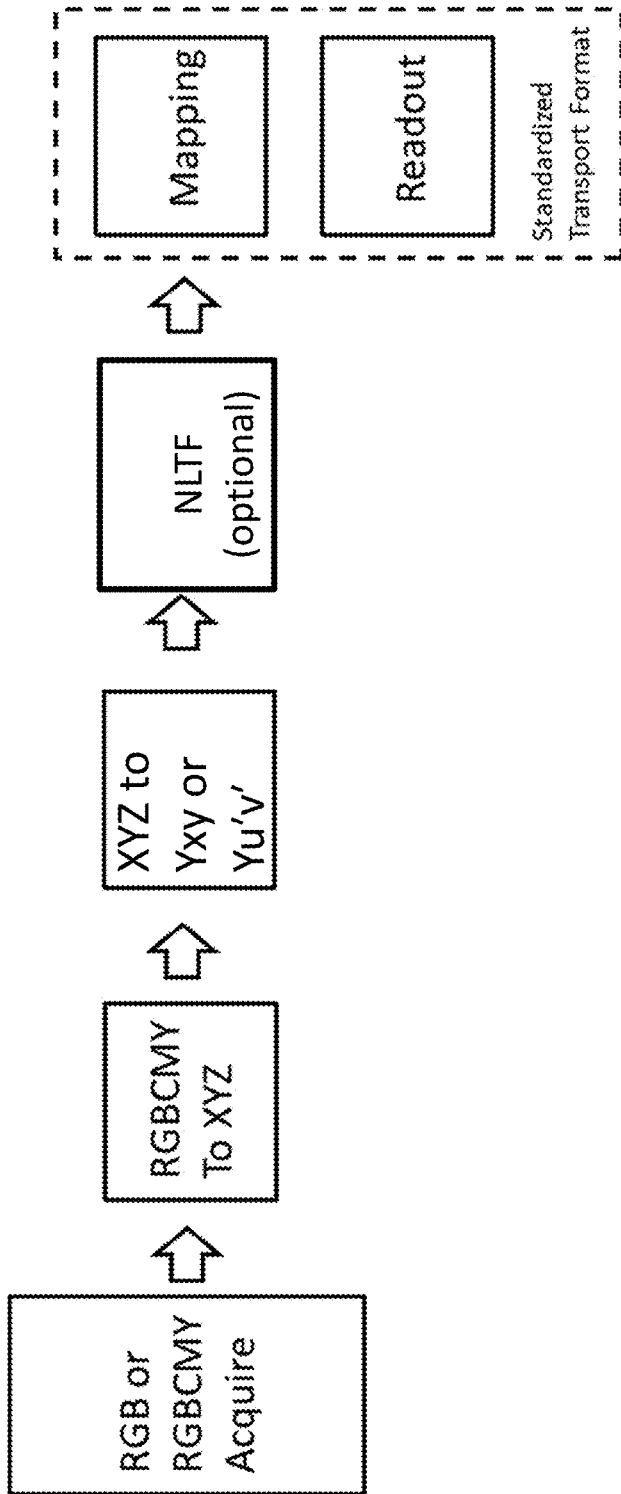 RGB or
RGBCMY
Acquire
RGBCMY
To XYZ
XYZ to
Yxy or
Yu'v'
NLTF
(optional)
Mapping
Readout
Standardized
Transport Format